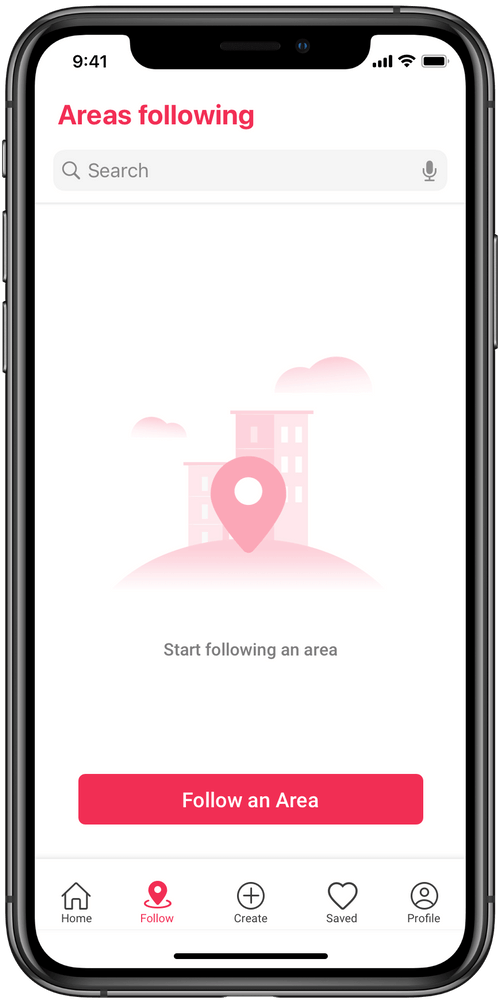 9:41
Areas following
Search
Start following an area
Follow an Area
Home
Follow
Create
Saved
Profile